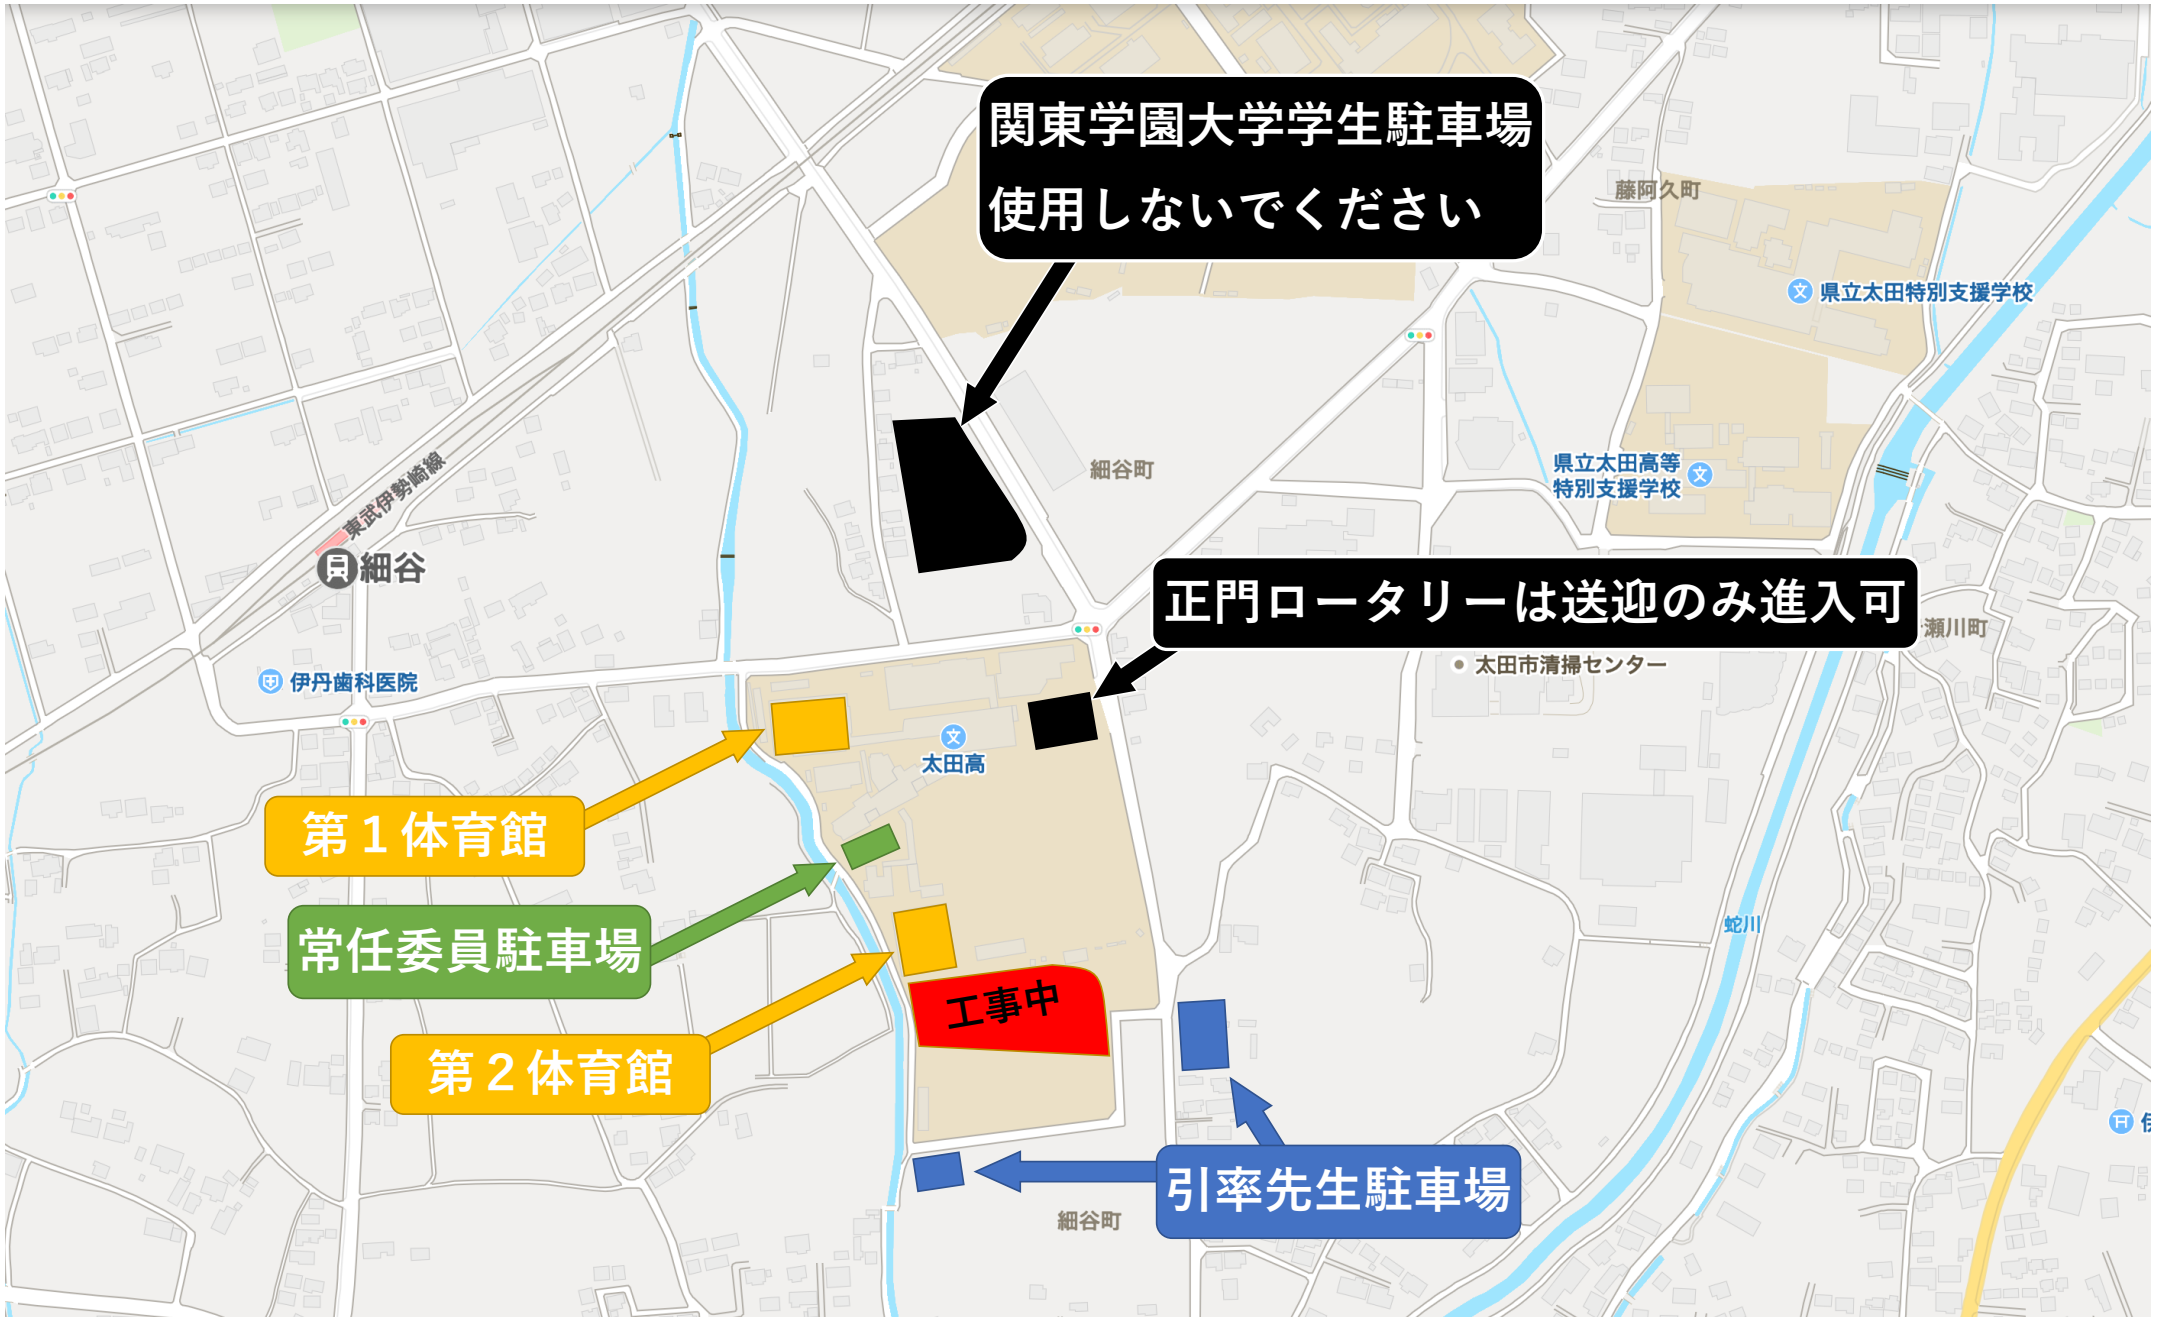 関東学園大学学生駐車場
使用しないでください
藤阿久町
県立太田特別支援学校
細谷町
県立太田高等
特別支援学校
東武伊勢崎線
細谷
正門ロータリーは送迎のみ進入可
瀬川町
太田市清掃センター
伊丹歯科医院
太田高
第1体育館
常任委員駐車場
蛇川
工事中
第2体育館
引率先生駐車場
細谷町